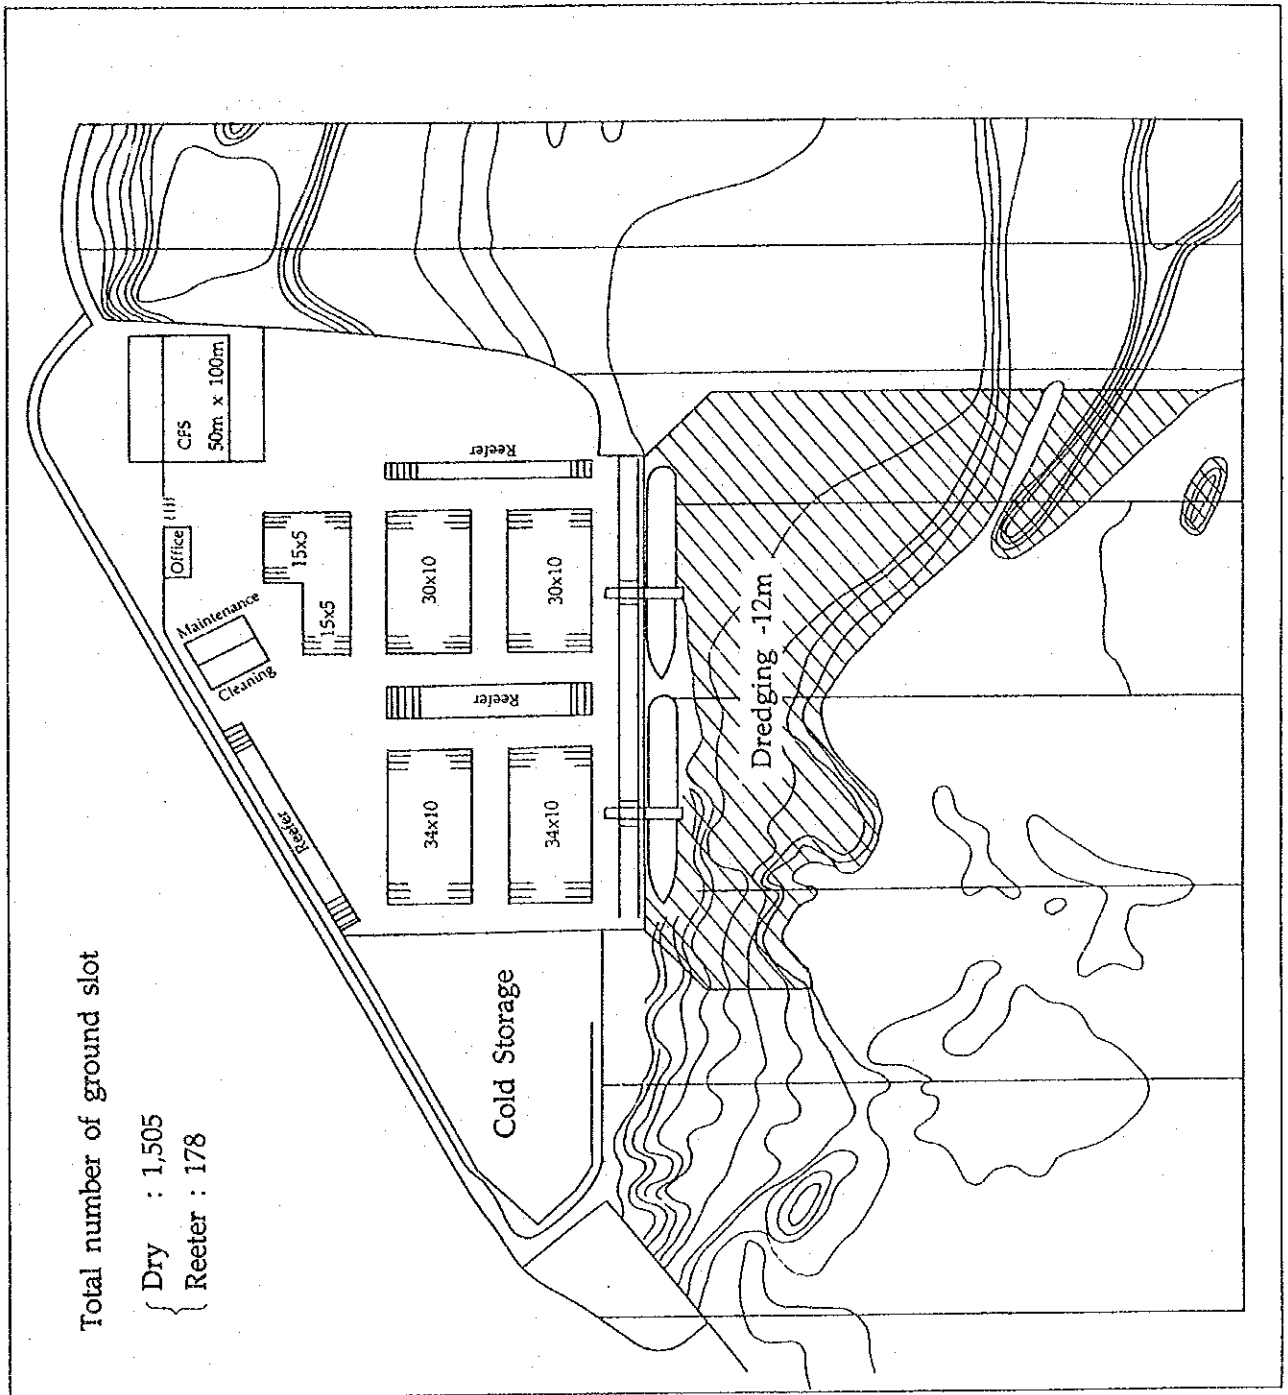 Total number of ground slot
Dry : 1,505
Reeter : 178
Cold Storage
Reefer
Cleaning
Maintenance
Office
CFS
50m x 100m
15x5
15x5
34x10
34x10
Reefer
30x10
30x10
Reefer
Dredging -12m